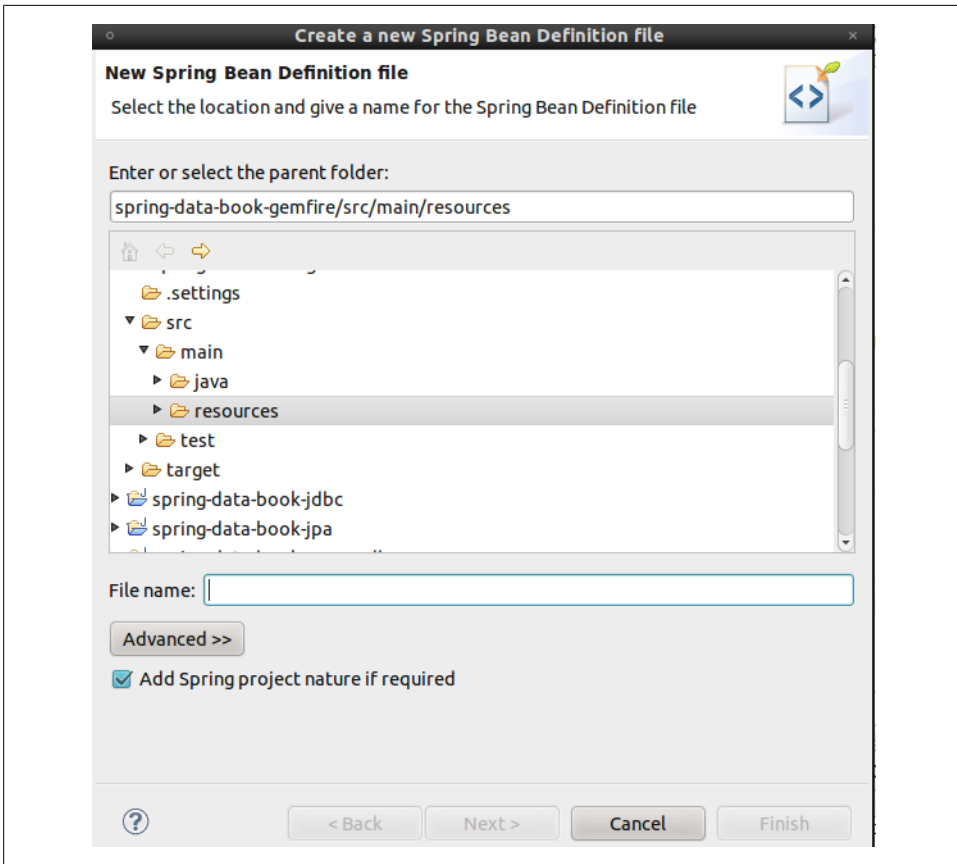 Create a new Spring Bean Definition file
New Spring Bean Definition file
Select the location and give a name for the Spring Bean Definition file
<>
Enter or select the parent folder:
spring-data-book-gemfire/src/main/resources
.settings
src
main
java
resources
test
target
spring-data-book-jdbc
spring-data-book-jpa
File name:
Advanced >>
Add Spring project nature if required
?
< Back
Next >
Cancel
Finish